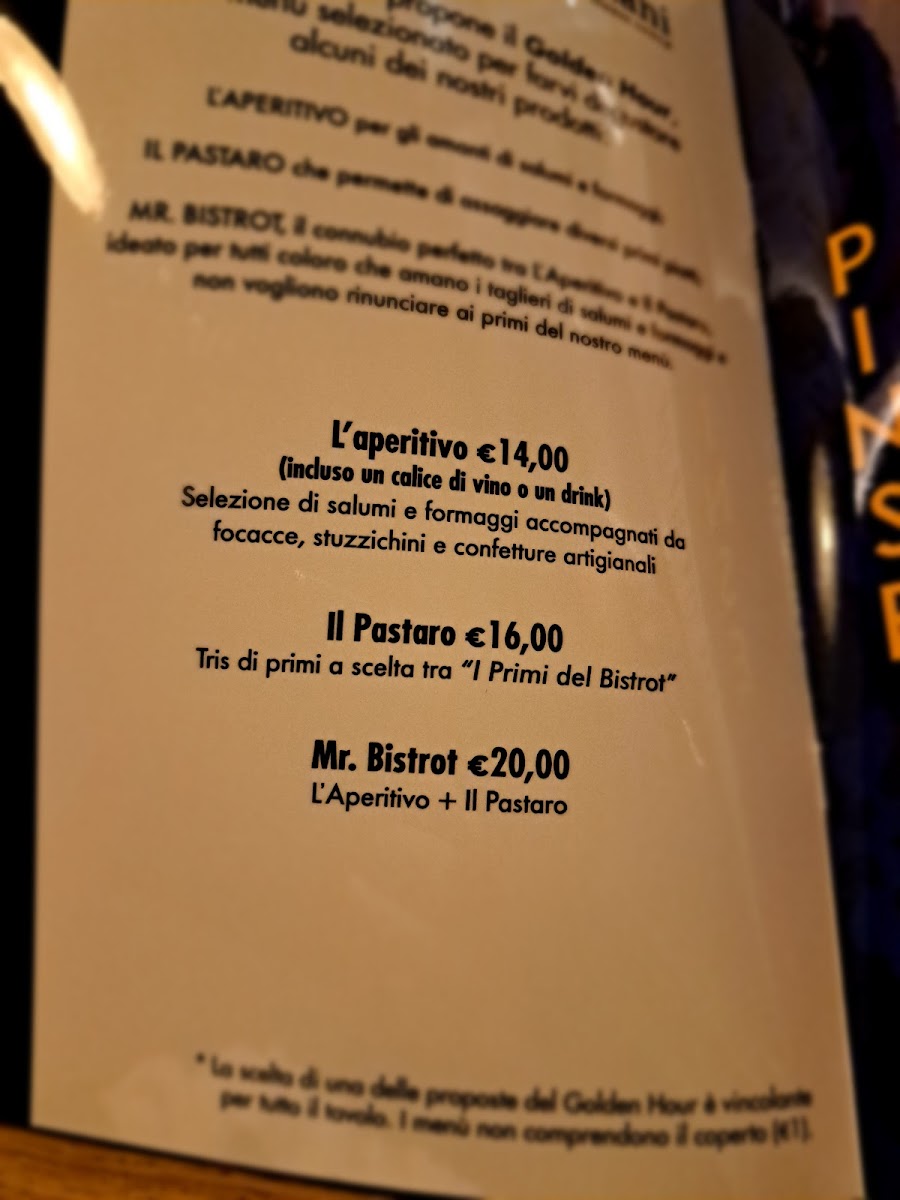 propone il Golden Hour,
menù selezionato per farvi gustare
alcuni dei nostri prodotti.
L'APERITIVO per gli amanti di salumi e formaggi.
IL PASTARO che permette di assaggiare diversi primi piatti.
MR. BISTROT, il connubio perfetto tra L'Aperitivo e Il Pastaro,
ideato per tutti coloro che amano i taglieri di salumi e formaggi e
non vogliono rinunciare ai primi del nostro menù.
L'aperitivo €14,00
(incluso un calice di vino o un drink)
Selezione di salumi e formaggi accompagnati da
focacce, stuzzichini e confetture artigianali
Il Pastaro €16,00
Tris di primi a scelta tra "I Primi del Bistrot"
Mr. Bistrot €20,00
L'Aperitivo + Il Pastaro
* La scelta di una delle proposte del Golden Hour è vincolante
per tutto il tavolo. I menù non comprendono il coperto (€1).
PINSE